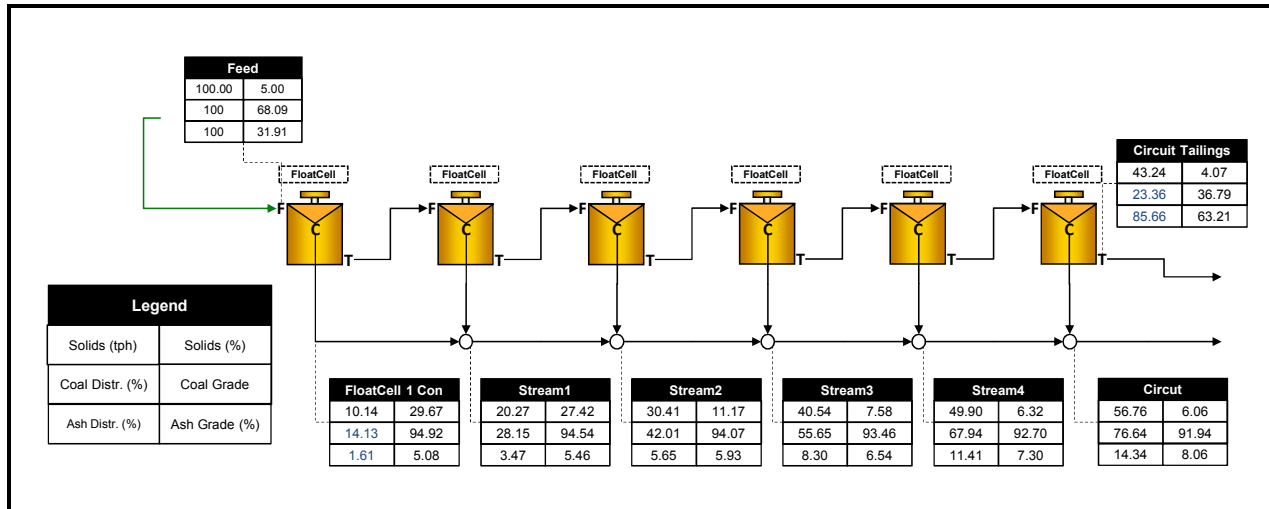 Feed
100.00 5.00
100 68.09
100 31.91
FloatCell FloatCell FloatCell FloatCell FloatCell FloatCell
Circuit Tailings
43.24 4.07
23.36 36.79
85.66 63.21
F F F F F F
C C C C C C
T T T T T T
Legend
Solids (tph) Solids (%)
Coal Distr. (%) Coal Grade
Ash Distr. (%) Ash Grade (%)
FloatCell 1 Con
10.14 29.67
14.13 94.92
1.61 5.08
Stream1
20.27 27.42
28.15 94.54
3.47 5.46
Stream2
30.41 11.17
42.01 94.07
5.65 5.93
Stream3
40.54 7.58
55.65 93.46
8.30 6.54
Stream4
49.90 6.32
67.94 92.70
11.41 7.30
Circut
56.76 6.06
76.64 91.94
14.34 8.06